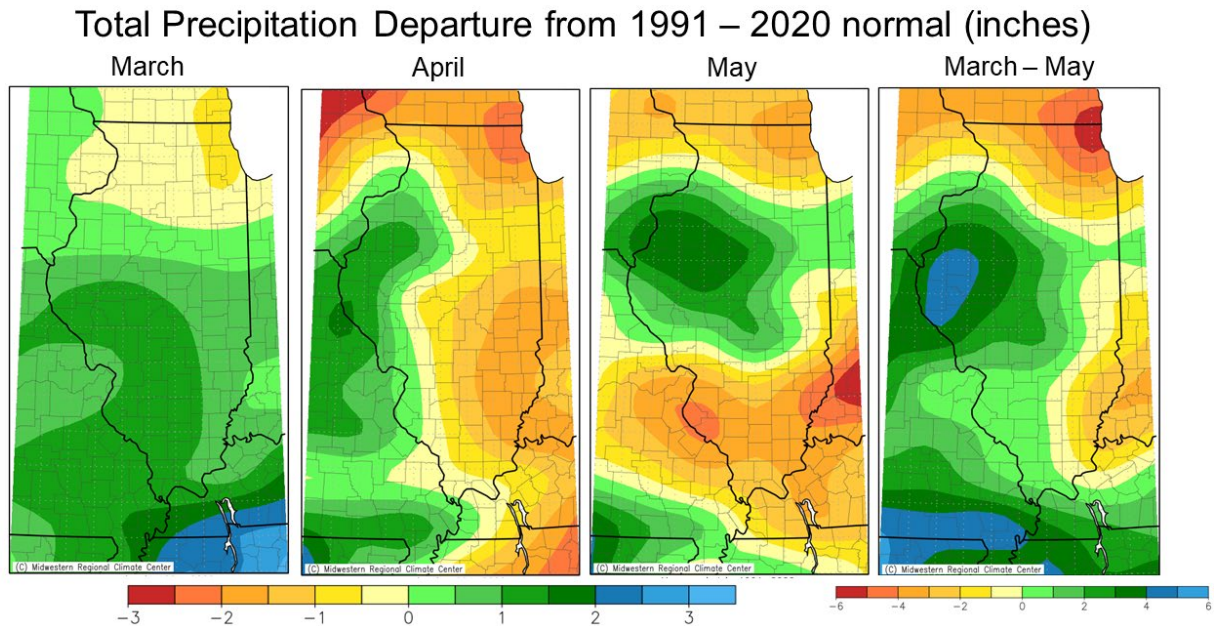 Total Precipitation Departure from 1991 – 2020 normal (inches)
March
April
May
March – May
(C) Midwestern Regional Climate Center
(C) Midwestern Regional Climate Center
(C) Midwestern Regional Climate Center
(C) Midwestern Regional Climate Center
−3 −2 −1 0 1 2 3
−6 −4 −2 0 2 4 6